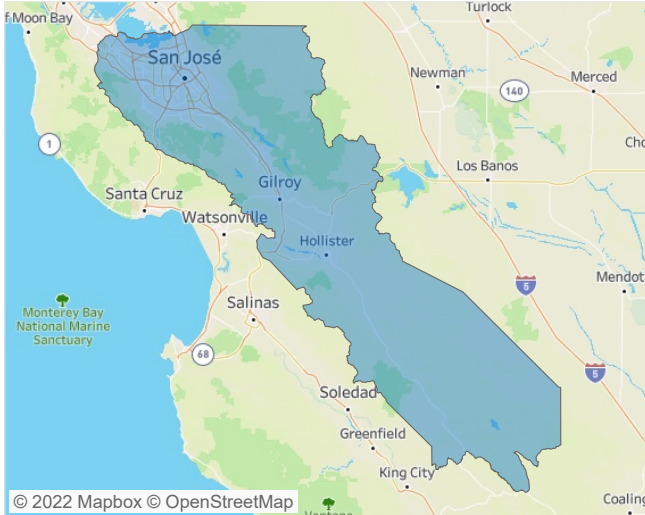 f Moon Bay
Turlock
San José
Newman
Merced
140
1
Cho
Los Banos
Gilroy
Santa Cruz
Watsonville
Hollister
5
Mendot
Monterey Bay
National Marine
Sanctuary
Salinas
68
5
Soledad
Greenfield
King City
Coaling
© 2022 Mapbox © OpenStreetMap